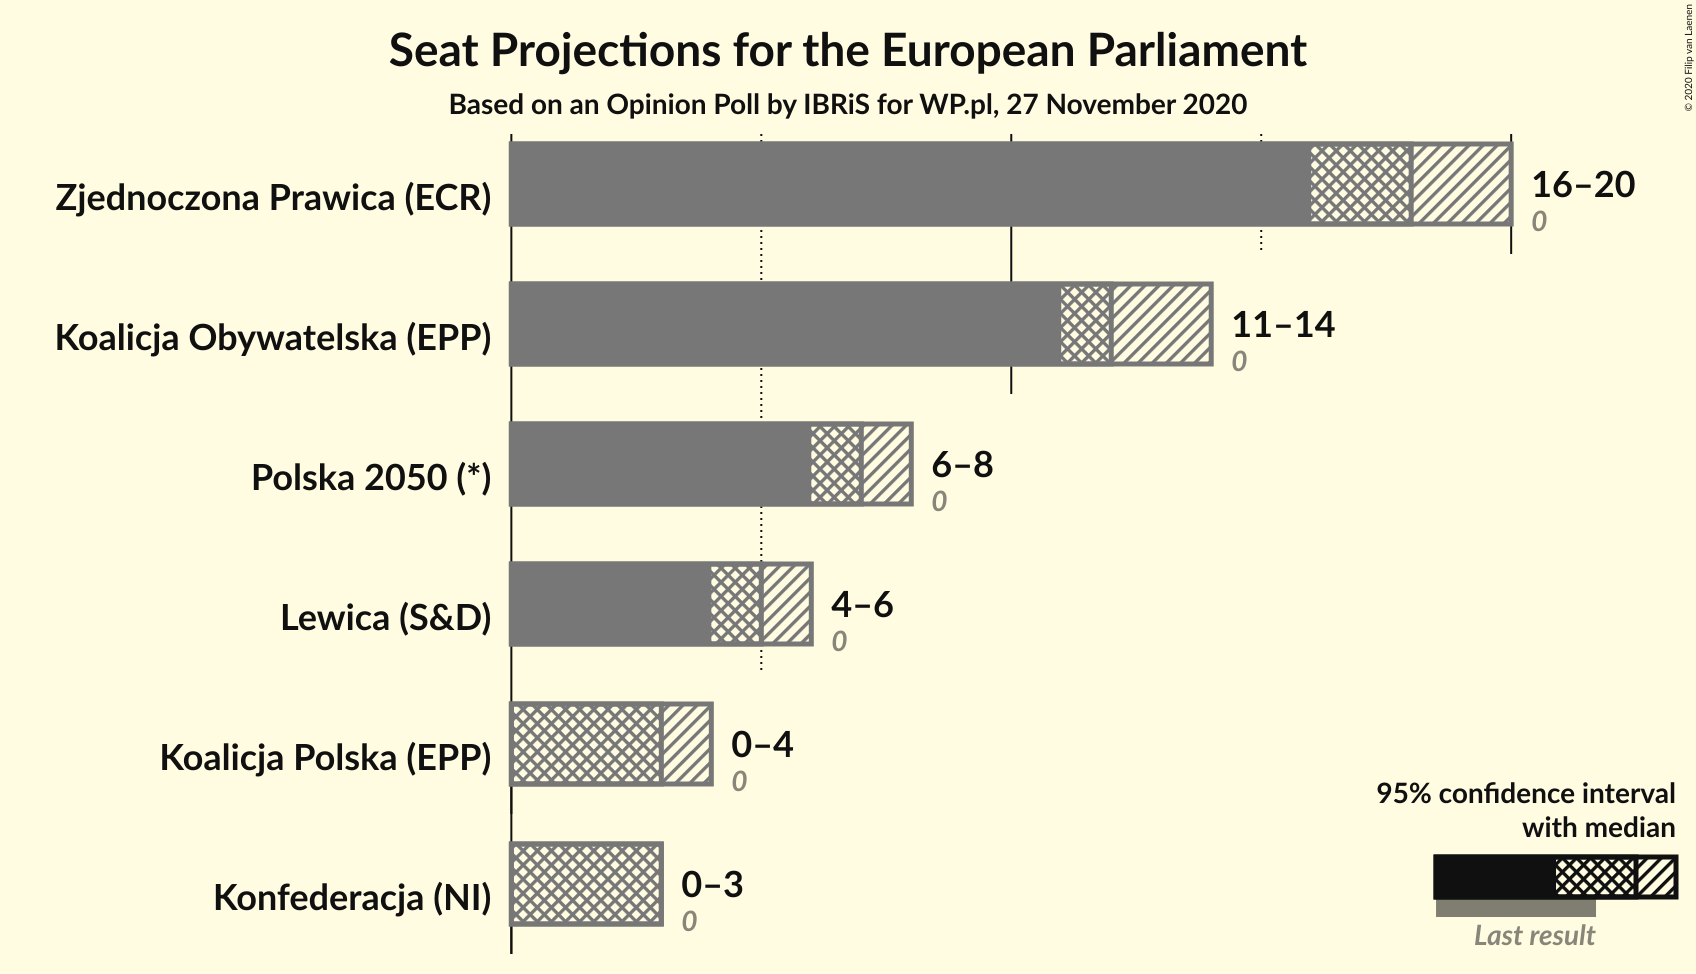 Seat Projections for the European Parliament
Based on an Opinion Poll by IBRiS for WP.pl, 27 November 2020
© 2020 Filip van Laenen
Zjednoczona Prawica (ECR)
16–20
0
Koalicja Obywatelska (EPP)
11–14
0
Polska 2050 (*)
6–8
0
Lewica (S&D)
4–6
0
Koalicja Polska (EPP)
0–4
0
Konfederacja (NI)
0–3
0
95% confidence interval
with median
Last result